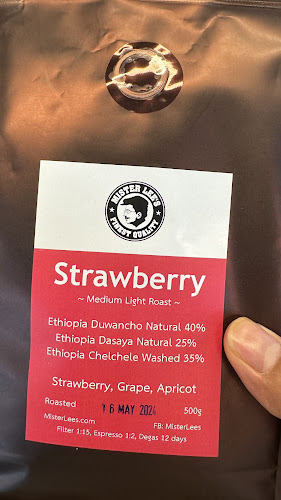 MISTER LEE'S
FINEST QUALITY
Strawberry
~ Medium Light Roast ~
Ethiopia Duwancho Natural 40%
Ethiopia Dasaya Natural 25%
Ethiopia Chelchele Washed 35%
Strawberry, Grape, Apricot
Roasted 16 MAY 2024 500g
MisterLees.com FB: MisterLees
Filter 1:15, Espresso 1:2, Degas 12 days